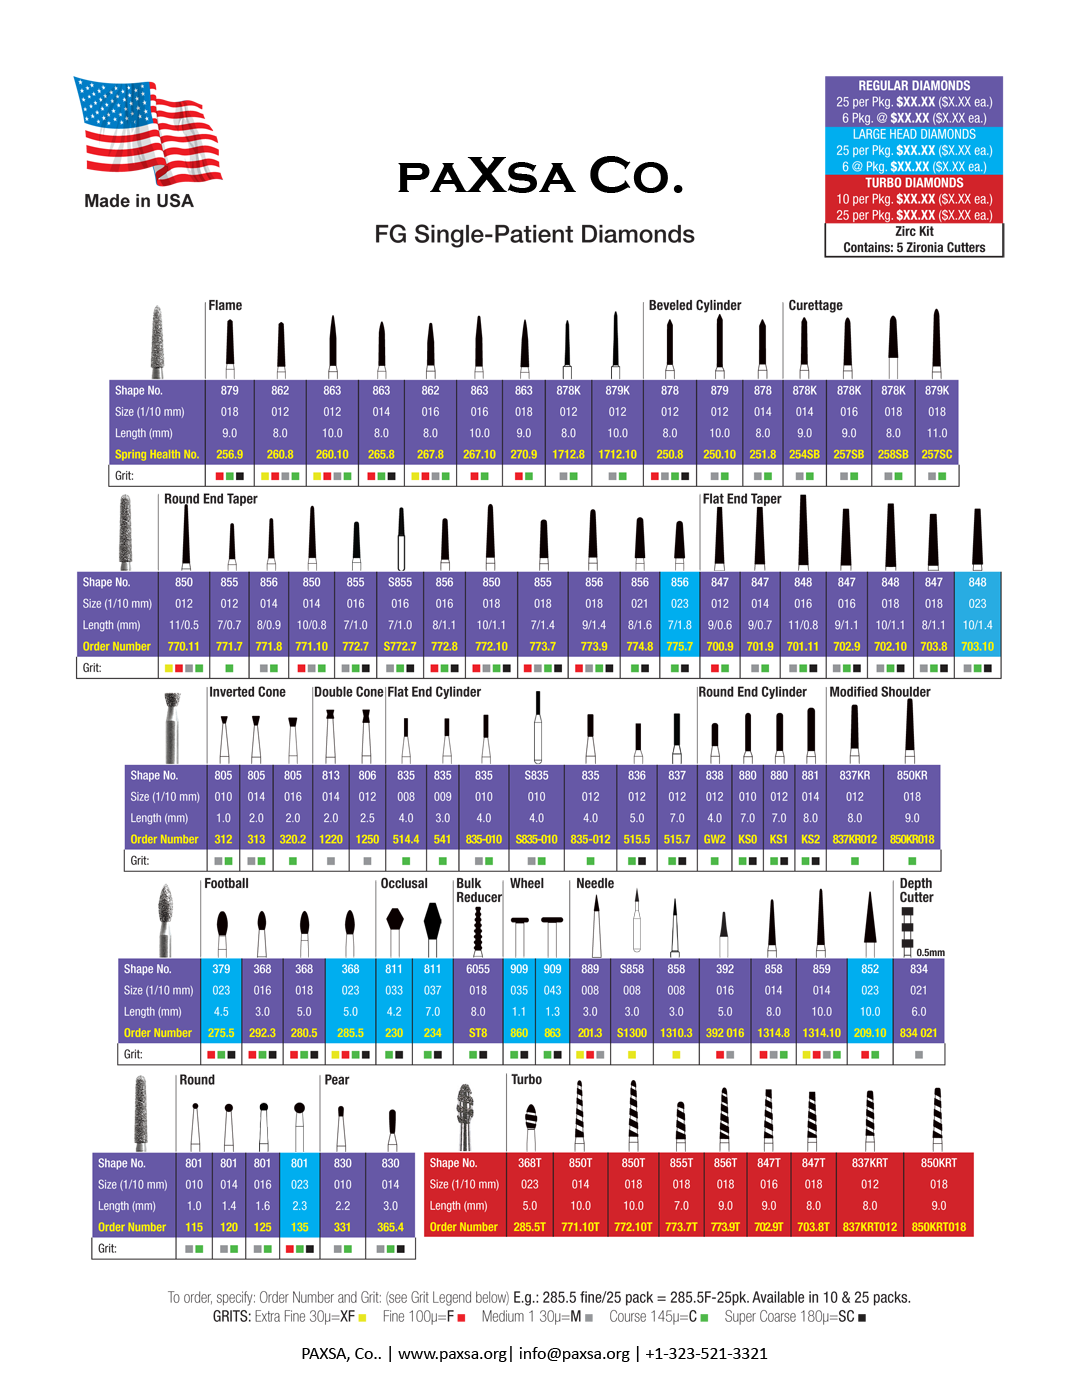 REGULAR DIAMONDS
25 per Pkg. $XX.XX ($X.XX ea.)
6 Pkg. @ $XX.XX ($X.XX ea.)
LARGE HEAD DIAMONDS
25 per Pkg. $XX.XX ($X.XX ea.)
6 @ Pkg. $XX.XX ($X.XX ea.)
TURBO DIAMONDS
10 per Pkg. $XX.XX ($X.XX ea.)
25 per Pkg. $XX.XX ($X.XX ea.)
Zirc Kit
Contains: 5 Zironia Cutters
Made in USA
PAXSA CO.
FG Single-Patient Diamonds
Flame Beveled Cylinder Curettage
Shape No. 879 862 863 863 862 863 863 878K 879K 878 879 878 878K 878K 878K 879K
Size (1/10 mm) 018 012 012 014 016 016 018 012 012 012 012 014 014 016 018 018
Length (mm) 9.0 8.0 10.0 8.0 8.0 10.0 9.0 8.0 10.0 8.0 10.0 8.0 9.0 9.0 8.0 11.0
Spring Health No. 256.9 260.8 260.10 265.8 267.8 267.10 270.9 1712.8 1712.10 250.8 250.10 251.8 254SB 257SB 258SB 257SC
Grit:
Round End Taper Flat End Taper
Shape No. 850 855 856 850 855 S855 856 850 855 856 856 856 847 847 848 847 848 847 848
Size (1/10 mm) 012 012 014 014 016 016 016 018 018 018 021 023 012 014 016 016 018 018 023
Length (mm) 11/0.5 7/0.7 8/0.9 10/0.8 7/1.0 7/1.0 8/1.1 10/1.1 7/1.4 9/1.4 8/1.6 7/1.8 9/0.6 9/0.7 11/0.8 9/1.1 10/1.1 8/1.1 10/1.4
Order Number 770.11 771.7 771.8 771.10 772.7 S772.7 772.8 772.10 773.7 773.9 774.8 775.7 700.9 701.9 701.11 702.9 702.10 703.8 703.10
Grit:
Inverted Cone Double Cone Flat End Cylinder Round End Cylinder Modified Shoulder
Shape No. 805 805 805 813 806 835 835 835 S835 835 836 837 838 880 880 881 837KR 850KR
Size (1/10 mm) 010 014 016 014 012 008 009 010 010 012 012 012 012 010 012 014 012 018
Length (mm) 1.0 2.0 2.0 2.0 2.5 4.0 3.0 4.0 4.0 4.0 5.0 7.0 4.0 7.0 7.0 8.0 8.0 9.0
Order Number 312 313 320.2 1220 1250 514.4 541 835-010 S835-010 835-012 515.5 515.7 GW2 KS0 KS1 KS2 837KR012 850KR018
Grit:
Football Occlusal Bulk Reducer Wheel Needle Depth Cutter
0.5mm
Shape No. 379 368 368 368 811 811 6055 909 909 889 S858 858 392 858 859 852 834
Size (1/10 mm) 023 016 018 023 033 037 018 035 043 008 008 008 016 014 014 023 021
Length (mm) 4.5 3.0 5.0 5.0 4.2 7.0 8.0 1.1 1.3 3.0 3.0 3.0 5.0 8.0 10.0 10.0 6.0
Order Number 275.5 292.3 280.5 285.5 230 234 ST8 860 863 201.3 S1300 1310.3 392 016 1314.8 1314.10 209.10 834 021
Grit:
Round Pear Turbo
Shape No. 801 801 801 801 830 830
Size (1/10 mm) 010 014 016 023 010 014
Length (mm) 1.0 1.4 1.6 2.3 2.2 3.0
Order Number 115 120 125 135 331 365.4
Grit:
Shape No. 368T 850T 850T 855T 856T 847T 847T 837KRT 850KRT
Size (1/10 mm) 023 014 018 018 018 016 018 012 018
Length (mm) 5.0 10.0 10.0 7.0 9.0 9.0 8.0 8.0 9.0
Order Number 285.5T 771.10T 772.10T 773.7T 773.9T 702.9T 703.8T 837KRT012 850KRT018
To order, specify: Order Number and Grit: (see Grit Legend below) E.g.: 285.5 fine/25 pack = 285.5F-25pk. Available in 10 & 25 packs.
GRITS: Extra Fine 30µ=XF Fine 100µ=F Medium 1 30µ=M Course 145µ=C Super Coarse 180µ=SC
PAXSA, Co.. | www.paxsa.org| info@paxsa.org | +1-323-521-3321